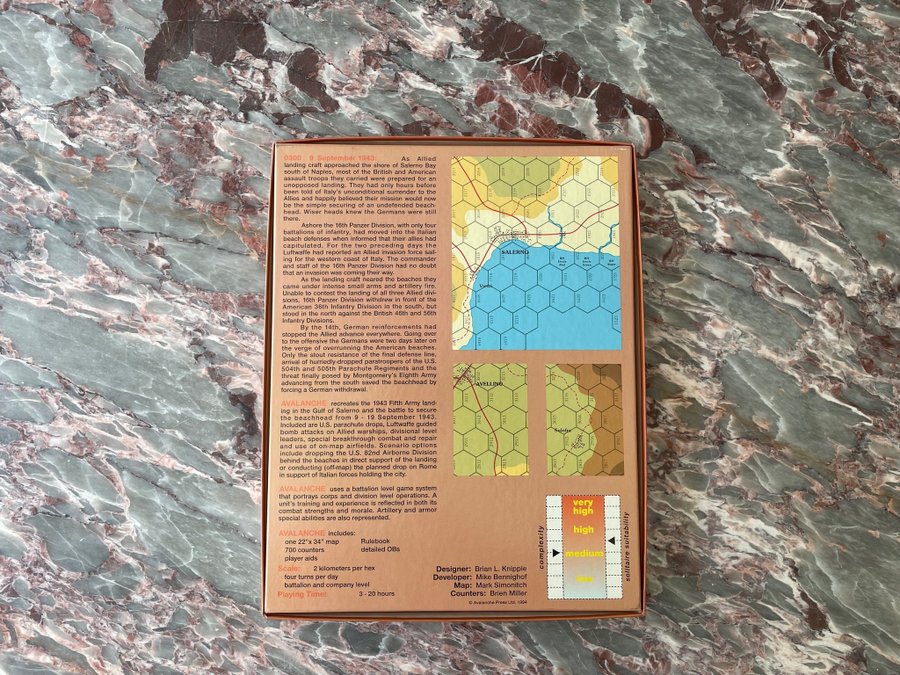 0300 9 September 1943: As Allied
landing craft approached the shore of Salerno Bay
south of Naples, most of the British and American
assault troops they carried were prepared for an
unopposed landing. They had only hours before
been told of Italy's unconditional surrender to the
Allies and happily believed their mission would now
be the simple securing of an undefended beach-
head. Wiser heads knew the Germans were still
there.
Ashore the 16th Panzer Division, with only four
battalions of infantry, had moved into the Italian
beach defenses when informed that their allies had
capitulated. For the two preceding days the
Luftwaffe had reported an Allied invasion force sail-
ing for the western coast of Italy. The commander
and staff of the 16th Panzer Division had no doubt
that an invasion was coming their way.
As the landing craft neared the beaches they
came under intense small arms and artillery fire.
Unable to contest the landing of all three Allied divi-
sions, 16th Panzer Division withdrew in front of the
American 36th Infantry Division in the south, but
stood in the north against the British 46th and 56th
Infantry Divisions.
By the 14th, German reinforcements had
stopped the Allied advance everywhere. Going over
to the offensive the Germans were two days later on
the verge of overrunning the American beaches.
Only the stout resistance of the final defense line,
arrival of hurriedly-dropped paratroopers of the U.S.
504th and 505th Parachute Regiments and the
threat finally posed by Montgomery's Eighth Army
advancing from the south saved the beachhead by
forcing a German withdrawal.
AVALANCHE recreates the 1943 Fifth Army land-
ing in the Gulf of Salerno and the battle to secure
the beachhead from 9 - 19 September 1943.
Included are U.S. parachute drops, Luftwaffe guided
bomb attacks on Allied warships, divisional level
leaders, special breakthrough combat and repair
and use of on-map airfields. Scenario options
include dropping the U.S. 82nd Airborne Division
behind the beaches in direct support of the landing
or conducting (off-map) the planned drop on Rome
in support of Italian forces holding the city.
AVALANCHE uses a battalion level game system
that portrays corps and division level operations. A
unit's training and experience is reflected in both its
combat strengths and morale. Artillery and armor
special abilities are also represented.
AVALANCHE includes:
one 22"x 34" map Rulebook
700 counters detailed OBs
player aids
Scale: 2 kilometers per hex
four turns per day
battalion and company level
Playing Time: 3 - 20 hours
SALERNO
AVELLINO
Designer: Brian L. Knipple
Developer: Mike Bennighof
Map: Mark Simonitch
Counters: Brien Miller
© Avalanche Press Ltd. 1994
complexity
very
high
high
medium
low
solitaire suitability